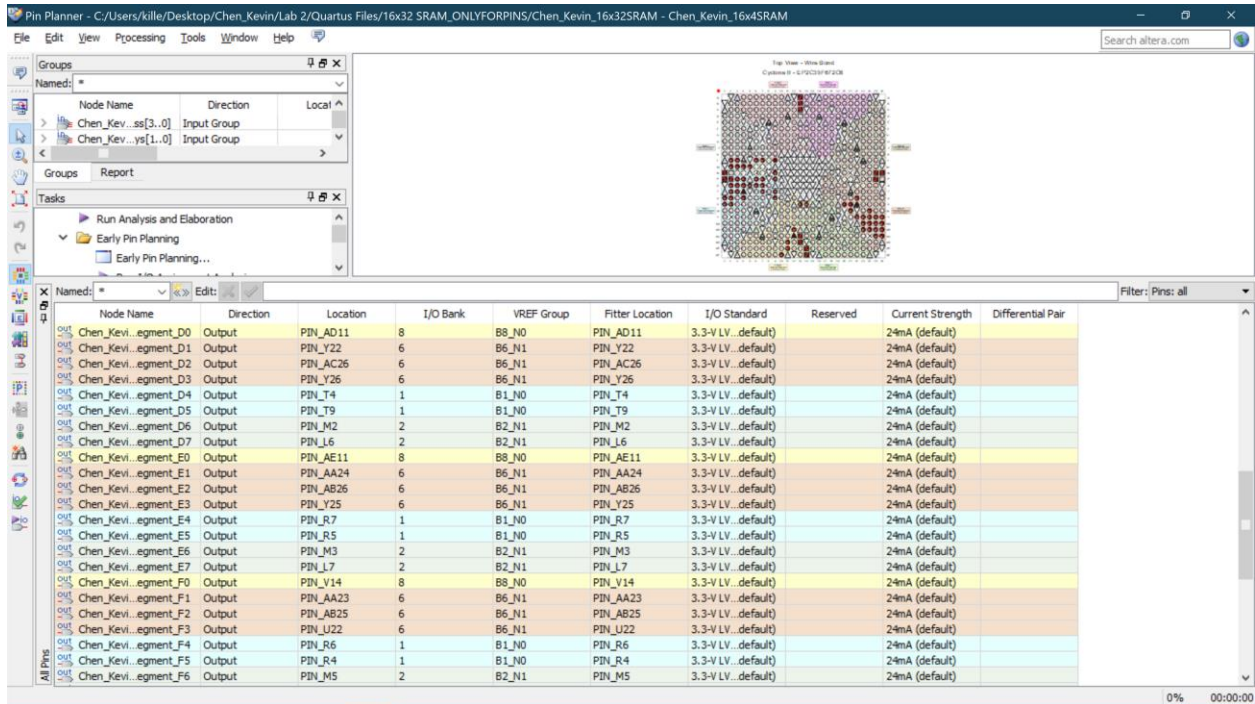 Pin Planner - C:/Users/kille/Desktop/Chen_Kevin/Lab 2/Quartus Files/16x32 SRAM_ONLYFORPINS/Chen_Kevin_16x32SRAM - Chen_Kevin_16x4SRAM
File Edit View Processing Tools Window Help
Search altera.com
Groups
Named: *
Node Name Direction Locat
Chen_Kev...ss[3..0] Input Group
Chen_Kev...ys[1..0] Input Group
Groups Report
Tasks
Run Analysis and Elaboration
Early Pin Planning
Early Pin Planning...
Top View - Wire Bond
Named: * Edit: Filter: Pins: all
Node Name Direction Location I/O Bank VREF Group Fitter Location I/O Standard Reserved Current Strength Differential Pair
Chen_Kevi...egment_D0 Output PIN_AD11 8 B8_N0 PIN_AD11 3.3-V LV...default) 24mA (default)
Chen_Kevi...egment_D1 Output PIN_Y22 6 B6_N1 PIN_Y22 3.3-V LV...default) 24mA (default)
Chen_Kevi...egment_D2 Output PIN_AC26 6 B6_N1 PIN_AC26 3.3-V LV...default) 24mA (default)
Chen_Kevi...egment_D3 Output PIN_Y26 6 B6_N1 PIN_Y26 3.3-V LV...default) 24mA (default)
Chen_Kevi...egment_D4 Output PIN_T4 1 B1_N0 PIN_T4 3.3-V LV...default) 24mA (default)
Chen_Kevi...egment_D5 Output PIN_T9 1 B1_N0 PIN_T9 3.3-V LV...default) 24mA (default)
Chen_Kevi...egment_D6 Output PIN_M2 2 B2_N1 PIN_M2 3.3-V LV...default) 24mA (default)
Chen_Kevi...egment_D7 Output PIN_L6 2 B2_N1 PIN_L6 3.3-V LV...default) 24mA (default)
Chen_Kevi...egment_E0 Output PIN_AE11 8 B8_N0 PIN_AE11 3.3-V LV...default) 24mA (default)
Chen_Kevi...egment_E1 Output PIN_AA24 6 B6_N1 PIN_AA24 3.3-V LV...default) 24mA (default)
Chen_Kevi...egment_E2 Output PIN_AB26 6 B6_N1 PIN_AB26 3.3-V LV...default) 24mA (default)
Chen_Kevi...egment_E3 Output PIN_Y25 6 B6_N1 PIN_Y25 3.3-V LV...default) 24mA (default)
Chen_Kevi...egment_E4 Output PIN_R7 1 B1_N0 PIN_R7 3.3-V LV...default) 24mA (default)
Chen_Kevi...egment_E5 Output PIN_R5 1 B1_N0 PIN_R5 3.3-V LV...default) 24mA (default)
Chen_Kevi...egment_E6 Output PIN_M3 2 B2_N1 PIN_M3 3.3-V LV...default) 24mA (default)
Chen_Kevi...egment_E7 Output PIN_L7 2 B2_N1 PIN_L7 3.3-V LV...default) 24mA (default)
Chen_Kevi...egment_F0 Output PIN_V14 8 B8_N0 PIN_V14 3.3-V LV...default) 24mA (default)
Chen_Kevi...egment_F1 Output PIN_AA23 6 B6_N1 PIN_AA23 3.3-V LV...default) 24mA (default)
Chen_Kevi...egment_F2 Output PIN_AB25 6 B6_N1 PIN_AB25 3.3-V LV...default) 24mA (default)
Chen_Kevi...egment_F3 Output PIN_U22 6 B6_N1 PIN_U22 3.3-V LV...default) 24mA (default)
Chen_Kevi...egment_F4 Output PIN_R6 1 B1_N0 PIN_R6 3.3-V LV...default) 24mA (default)
Chen_Kevi...egment_F5 Output PIN_R4 1 B1_N0 PIN_R4 3.3-V LV...default) 24mA (default)
Chen_Kevi...egment_F6 Output PIN_M5 2 B2_N1 PIN_M5 3.3-V LV...default) 24mA (default)
All Pins
0% 00:00:00